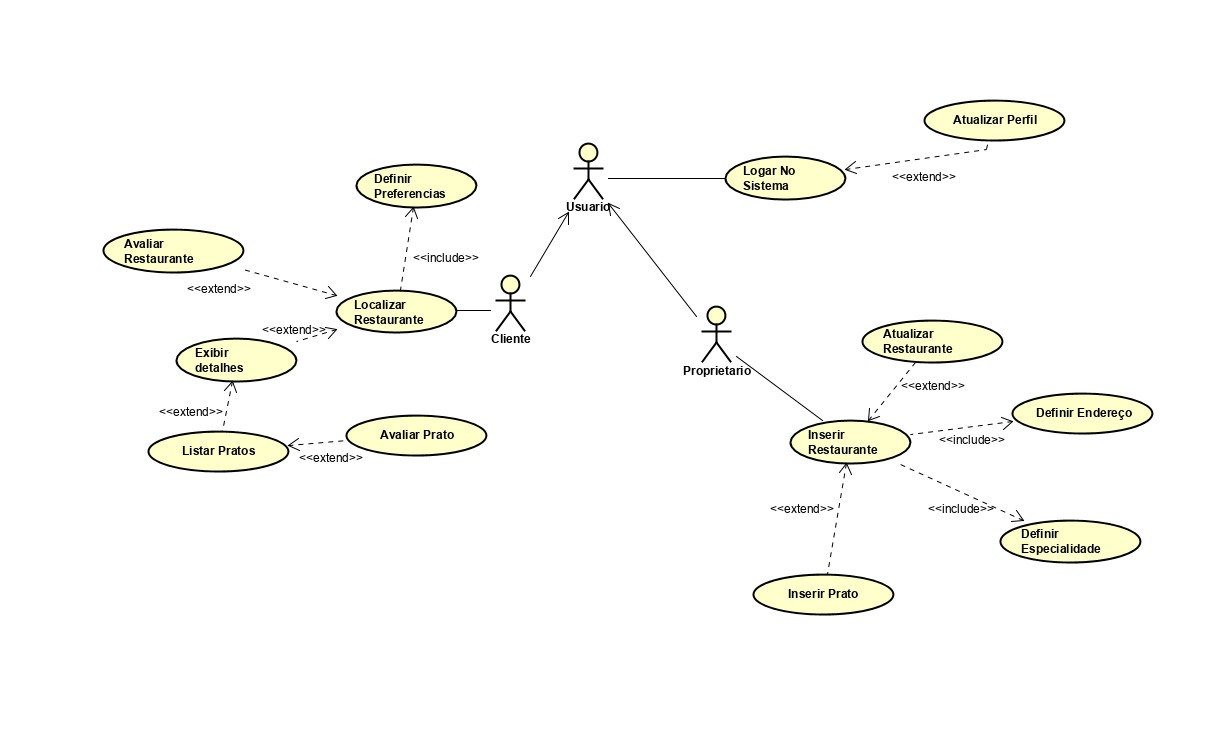 Atualizar Perfil
Logar No
Sistema
<<extend>>
Definir
Preferencias
Usuario
Avaliar
Restaurante
<<include>>
<<extend>>
Localizar
Restaurante
Cliente
<<extend>>
Exibir
detalhes
Proprietario
Atualizar
Restaurante
<<extend>>
<<extend>>
Avaliar Prato
Listar Pratos
<<extend>>
Definir Endereço
Inserir
Restaurante
<<include>>
<<extend>>
<<include>>
Definir
Especialidade
Inserir Prato